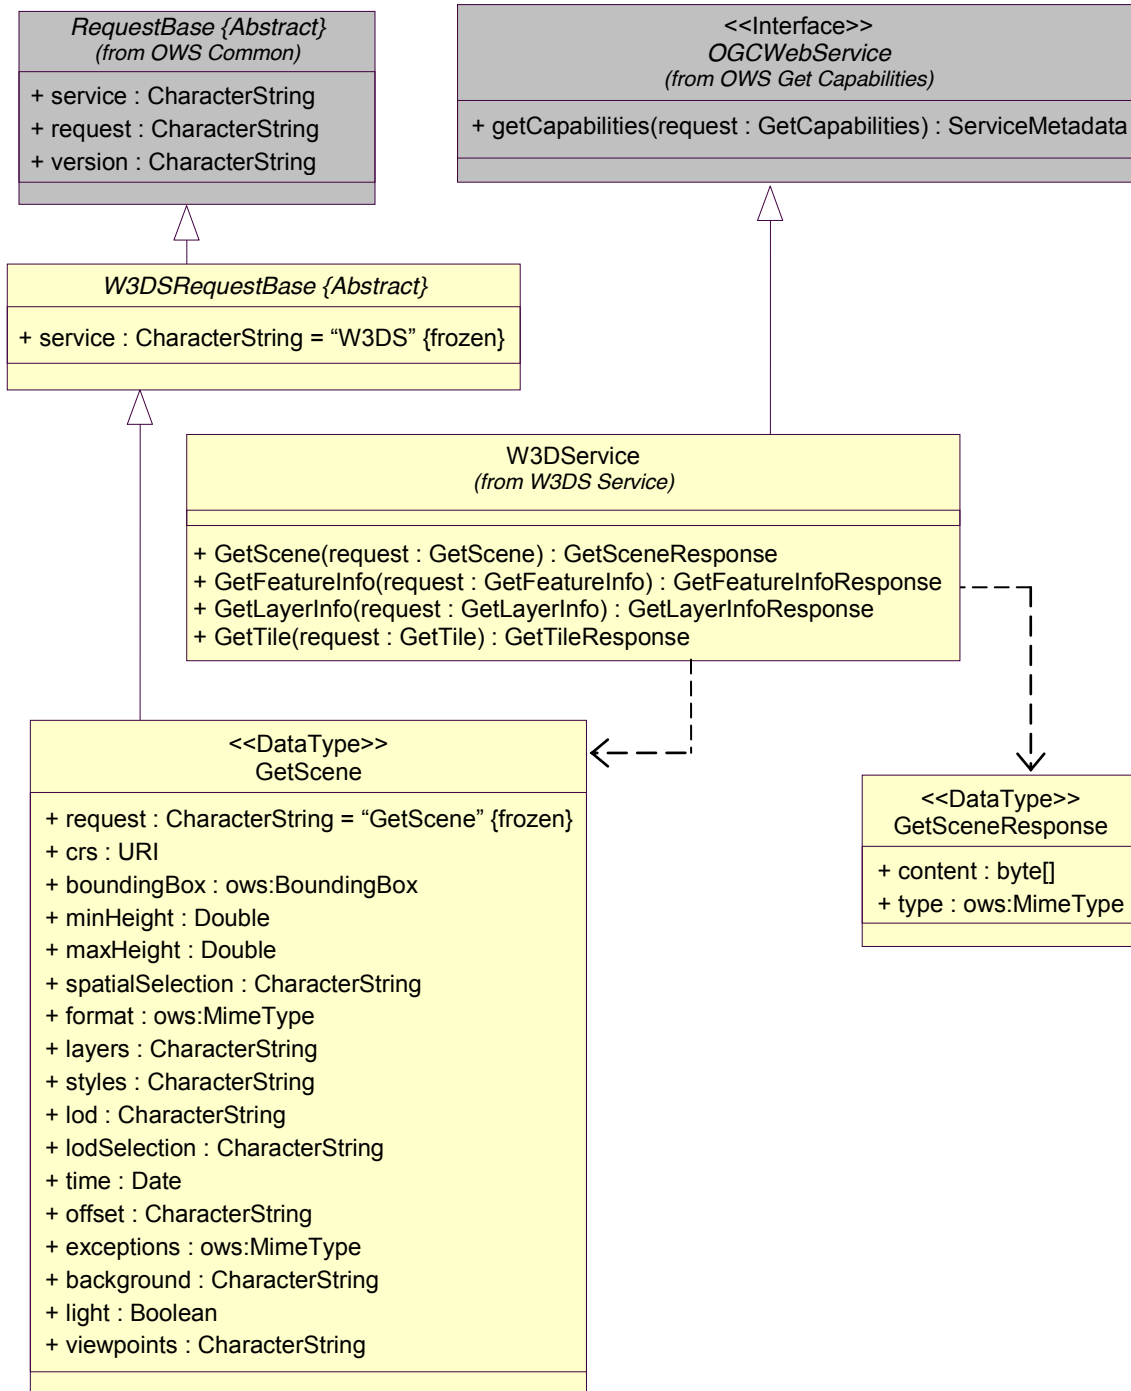 RequestBase {Abstract}
(from OWS Common)
+ service : CharacterString
+ request : CharacterString
+ version : CharacterString
<<Interface>>
OGCWebService
(from OWS Get Capabilities)
+ getCapabilities(request : GetCapabilities) : ServiceMetadata
W3DSRequestBase {Abstract}
+ service : CharacterString = “W3DS” {frozen}
W3DService
(from W3DS Service)
+ GetScene(request : GetScene) : GetSceneResponse
+ GetFeatureInfo(request : GetFeatureInfo) : GetFeatureInfoResponse
+ GetLayerInfo(request : GetLayerInfo) : GetLayerInfoResponse
+ GetTile(request : GetTile) : GetTileResponse
<<DataType>>
GetScene
+ request : CharacterString = “GetScene” {frozen}
+ crs : URI
+ boundingBox : ows:BoundingBox
+ minHeight : Double
+ maxHeight : Double
+ spatialSelection : CharacterString
+ format : ows:MimeType
+ layers : CharacterString
+ styles : CharacterString
+ lod : CharacterString
+ lodSelection : CharacterString
+ time : Date
+ offset : CharacterString
+ exceptions : ows:MimeType
+ background : CharacterString
+ light : Boolean
+ viewpoints : CharacterString
<<DataType>>
GetSceneResponse
+ content : byte[]
+ type : ows:MimeType